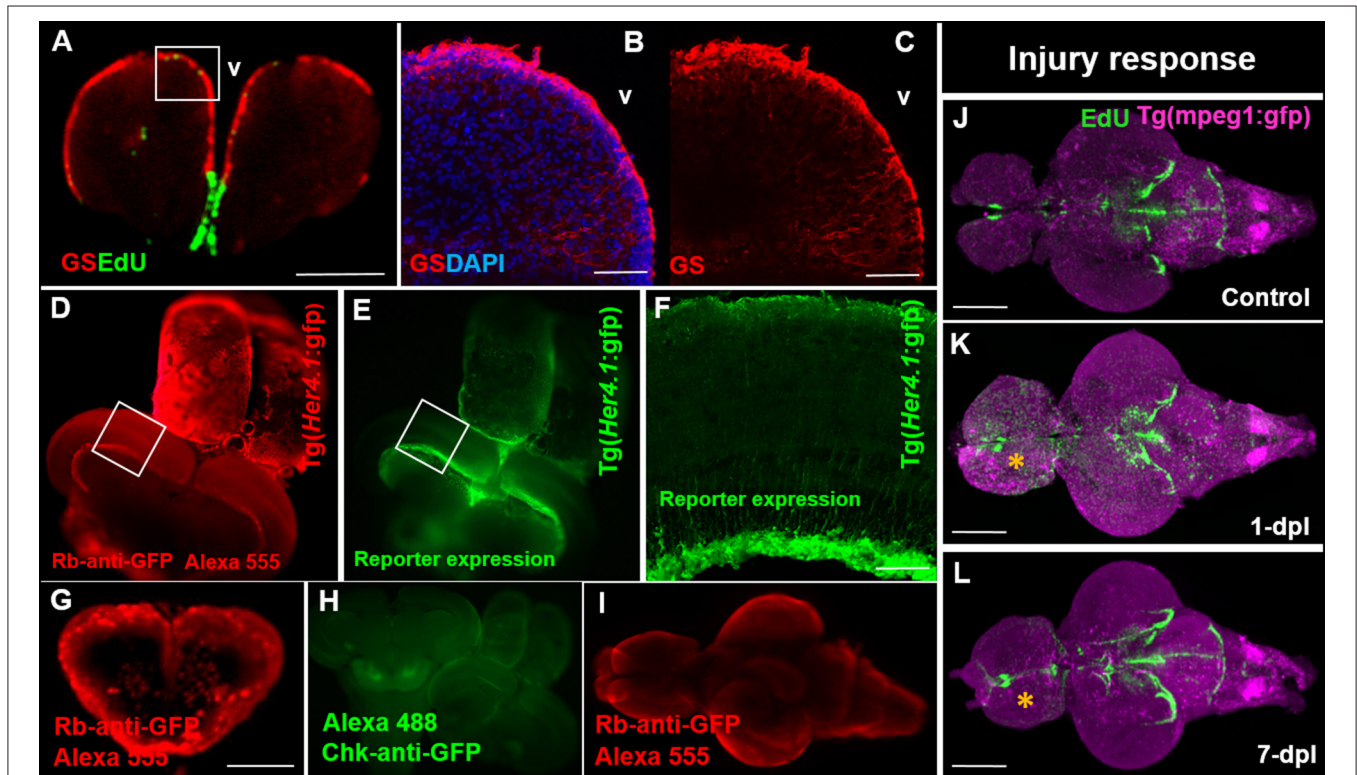 A
v
GSEdU
B
v
GSDAPI
C
v
GS
D
Tg(Her4.1:gfp)
Rb-anti-GFP Alexa 555
E
Tg(Her4.1:gfp)
Reporter expression
F
Tg(Her4.1:gfp)
Reporter expression
G
Rb-anti-GFP
Alexa 555
H
Alexa 488
Chk-anti-GFP
I
Rb-anti-GFP
Alexa 555
Injury response
J
EdU Tg(mpeg1:gfp)
Control
K
*
1-dpl
L
*
7-dpl